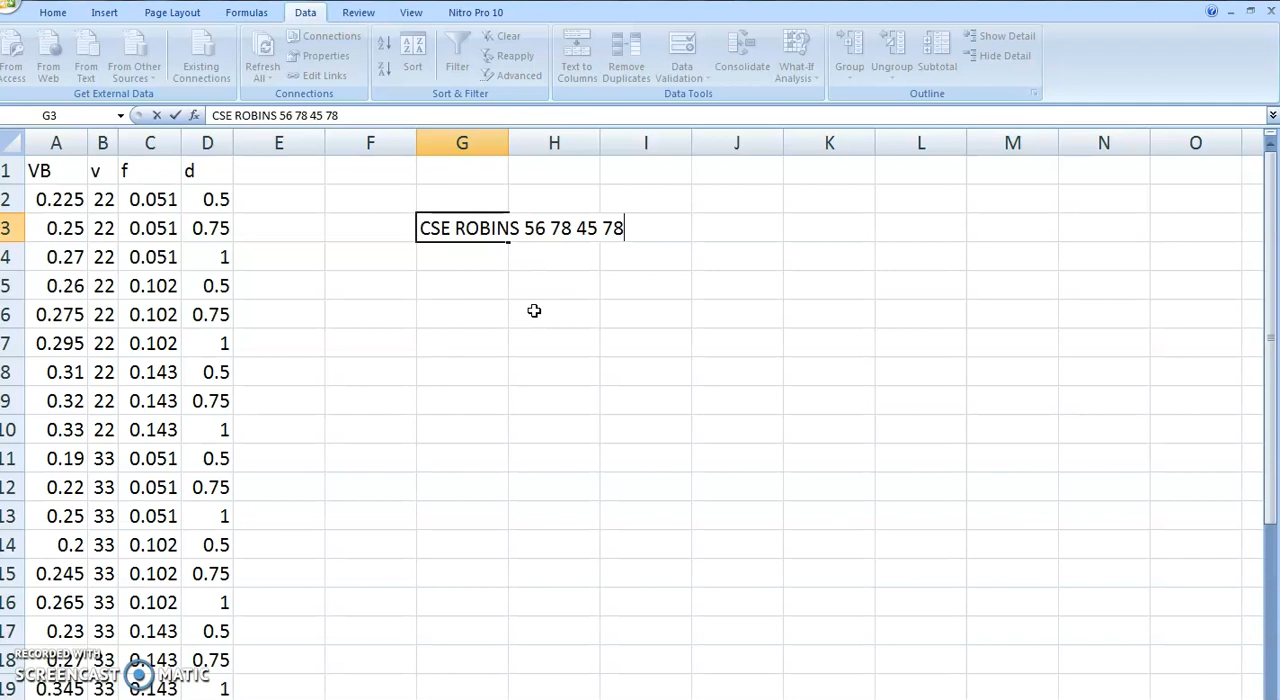 Home Insert Page Layout Formulas Data Review View Nitro Pro 10
From Access From Web From Text From Other Sources Existing Connections Refresh All Connections Properties Edit Links Sort Filter Clear Reapply Advanced Text to Columns Remove Duplicates Data Validation Consolidate What-If Analysis Group Ungroup Subtotal Show Detail Hide Detail
Get External Data Connections Sort & Filter Data Tools Outline
G3 fx CSE ROBINS 56 78 45 78
A B C D E F G H I J K L M N O
1 VB v f d
2 0.225 22 0.051 0.5
3 0.25 22 0.051 0.75 CSE ROBINS 56 78 45 78
4 0.27 22 0.051 1
5 0.26 22 0.102 0.5
6 0.275 22 0.102 0.75
7 0.295 22 0.102 1
8 0.31 22 0.143 0.5
9 0.32 22 0.143 0.75
10 0.33 22 0.143 1
11 0.19 33 0.051 0.5
12 0.22 33 0.051 0.75
13 0.25 33 0.051 1
14 0.2 33 0.102 0.5
15 0.245 33 0.102 0.75
16 0.265 33 0.102 1
17 0.23 33 0.143 0.5
18 0.27 33 0.143 0.75
19 0.345 33 0.143 1
RECORDED WITH
SCREENCAST MATIC